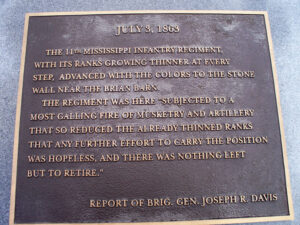 JULY 3, 1863
THE 11th MISSISSIPPI INFANTRY REGIMENT,
WITH ITS RANKS GROWING THINNER AT EVERY
STEP, ADVANCED WITH THE COLORS TO THE STONE
WALL NEAR THE BRIAN BARN.
THE REGIMENT WAS HERE "SUBJECTED TO A
MOST GALLING FIRE OF MUSKETRY AND ARTILLERY
THAT SO REDUCED THE ALREADY THINNED RANKS
THAT ANY FURTHER EFFORT TO CARRY THE POSITION
WAS HOPELESS, AND THERE WAS NOTHING LEFT
BUT TO RETIRE."
REPORT OF BRIG. GEN. JOSEPH R. DAVIS